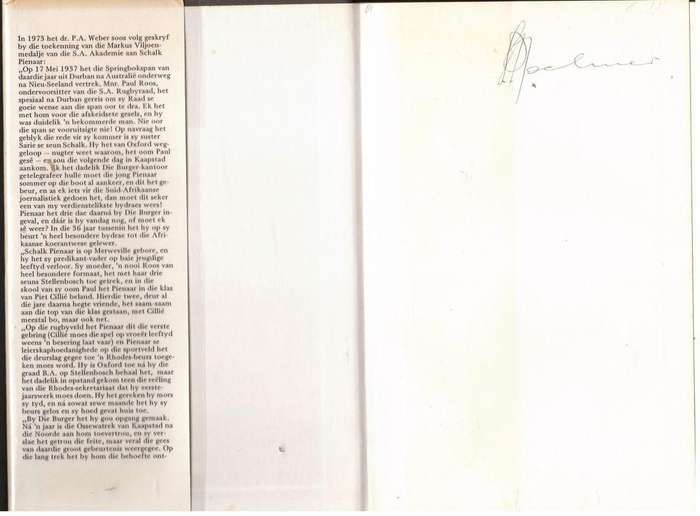 In 1973 het dr. P.A. Weber soos volg geskryf
by die toekenning van die Markus Viljoen-
medalje van die S.A. Akademie aan Schalk
Pienaar:
„Op 17 Mei 1937 het die Springbokspan van
daardie jaar uit Durban na Australië onderweg
na Nieu-Seeland vertrek. Mnr. Paul Roos,
ondervoorsitter van die S.A. Rugbyraad, het
spesiaal na Durban gereis om sy Raad se
goeie wense aan die span oor te dra. Ek het
met hom voor die afskeidsete gesels, en hy
was duidelik 'n bekommerde man. Nie oor
die span se vooruitsigte nie! Op navraag het
geblyk die rede vir sy kommer is sy suster
Sarie se seun Schalk. Hy het van Oxford weg-
geloop — nugter weet waarom, het oom Paul
gesê — en sou die volgende dag in Kaapstad
aankom. Ek het dadelik Die Burger-kantoor
getelegrafeer hulle moet die jong Pienaar
sommer op die boot al aankeer, en dit het ge-
beur, en as ek iets vir die Suid-Afrikaanse
joernalistiek gedoen het, dan moet dit seker
een van my verdienstelikste bydraes wees!
Pienaar het drie dae daarná by Die Burger in-
geval, en dáár is hy vandag nog, of moet ek
sê weer? In die 36 jaar tussenin het hy op sy
beurt 'n heel besondere bydrae tot die Afri-
kaanse koerantwese gelewer.
„Schalk Pienaar is op Merweville gebore, en
hy het sy predikant-vader op baie jeugdige
leeftyd verloor. Sy moeder, 'n nooi Roos van
heel besondere formaat, het met haar drie
seuns Stellenbosch toe getrek, en in die
skool van sy oom Paul het Pienaar in die klas
van Piet Cillié beland. Hierdie twee, deur al
die jare daarna hegte vriende, het saam-saam
aan die top van die klas gestaan, met Cillié
meestal bo, maar ook net.
„Op die rugbyveld het Pienaar dit die verste
gebring (Cillié moes die spel op vroeër leeftyd
weens 'n besering laat vaar) en Pienaar se
leierskaphoedanighede op die sportveld het
die deurslag gegee toe 'n Rhodes-beurs toege-
ken moes word. Hy is Oxford toe ná hy die
graad B.A. op Stellenbosch behaal het, maar
het dadelik in opstand gekom teen die reëling
van die Rhodes-sekretariaat dat hy eerste-
jaarswerk moes doen. Hy het gereken hy mors
sy tyd, en ná sowat sewe maande het hy sy
beurs gelos en sy hoed gevat huis toe.
„By Die Burger het hy gou opgang gemaak.
Ná 'n jaar is die Ossewatrek van Kaapstad na
die Noorde aan hom toevertrou, en sy ver-
slae het getrou die feite, maar veral die gees
van daardie groot gebeurtenis weergegee. Op
die lang trek het by hom die behoefte ont-